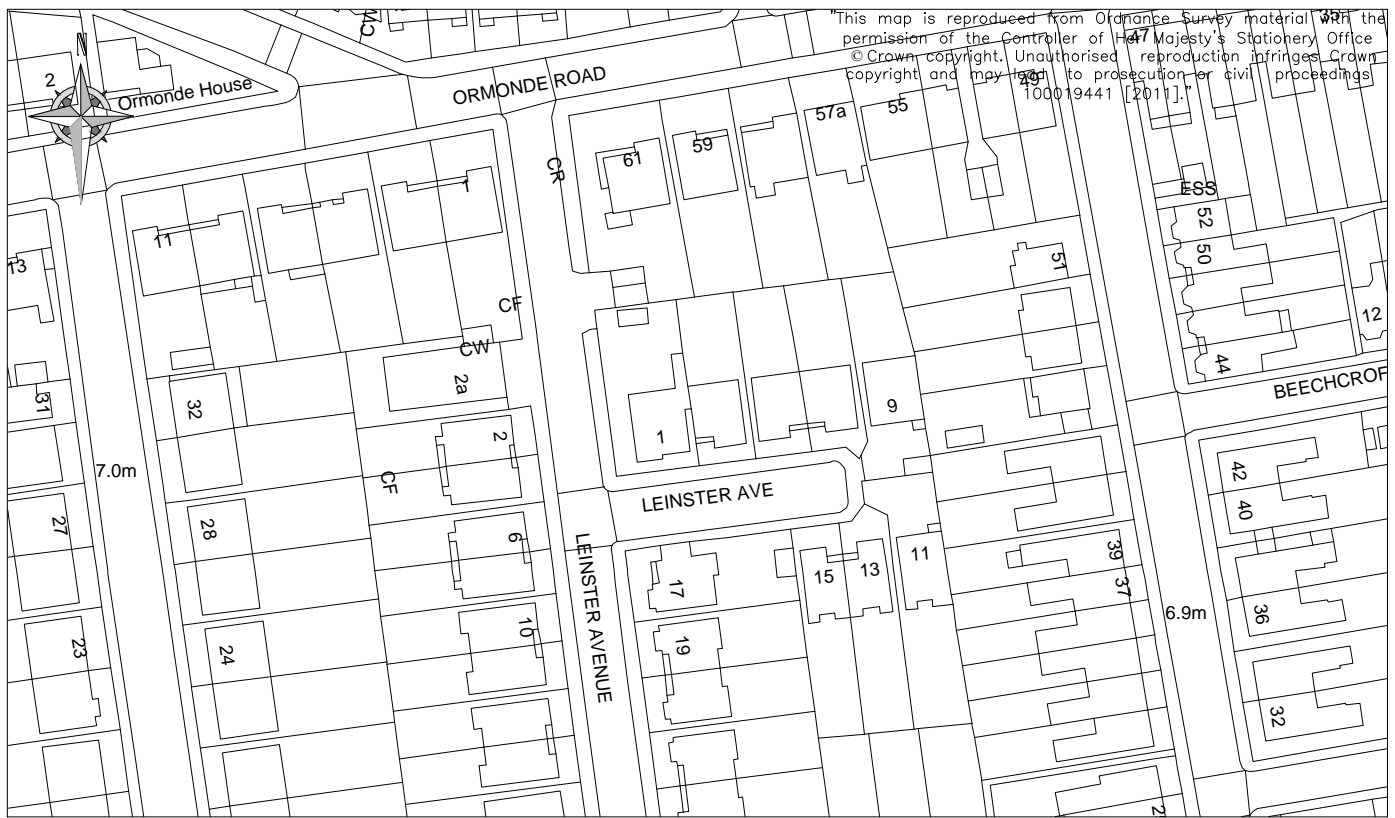 "This map is reproduced from Ordnance Survey material with the
permission of the Controller of Her Majesty's Stationery Office
© Crown copyright. Unauthorised reproduction infringes Crown
copyright and may lead to prosecution or civil proceedings
100019441 [2011]."
N
2
Ormonde House
CW
ORMONDE ROAD
35
47
49
55
57a
59
61
CR
1
11
13
ESS
52
50
51
44
12
BEECHCROF
CF
CW
2a
2
32
31
7.0m
CF
1
9
LEINSTER AVE
LEINSTER AVENUE
27
28
6
17
15
13
11
39
37
42
40
36
6.9m
23
24
10
19
32